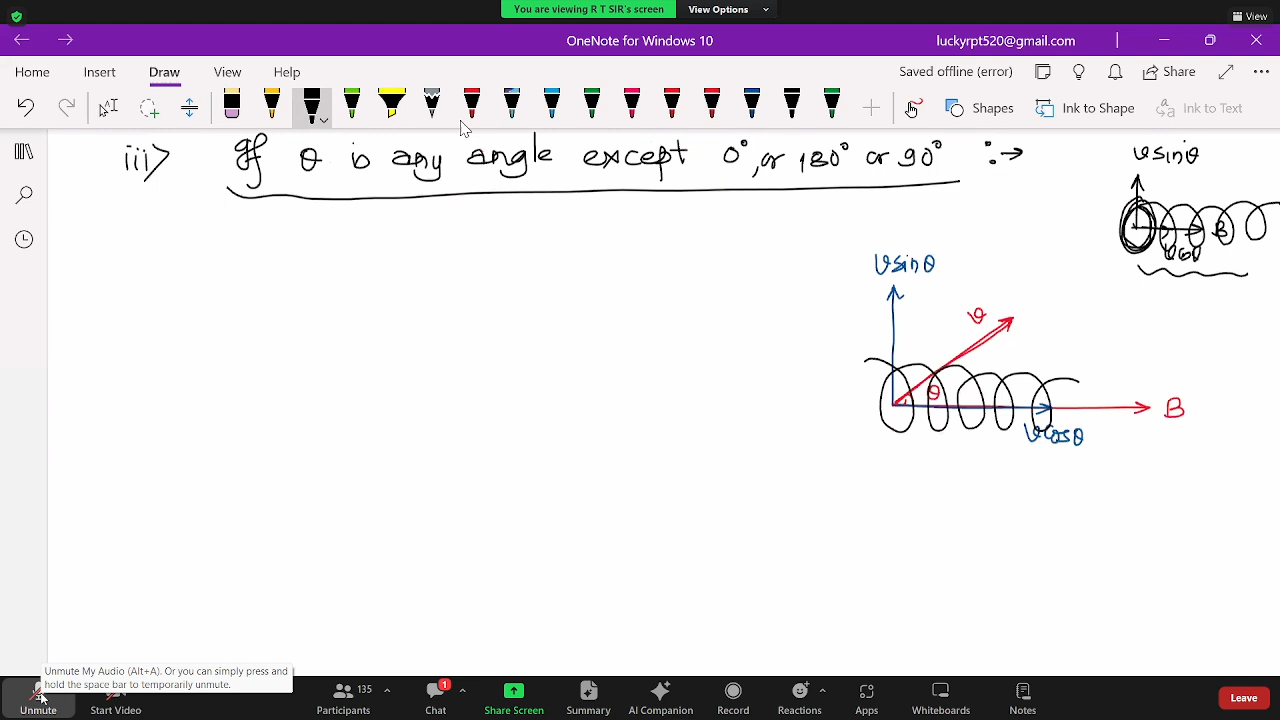 You are viewing R T SIR's screen
View Options
View
OneNote for Windows 10
luckyrpt520@gmail.com
Home Insert Draw View Help
Saved offline (error)
Share
Shapes
Ink to Shape
Ink to Text
iii> If θ is any angle except 0°, or 180° or 90° :→
vsinθ
B
vsinθ
v
θ
B
vcosθ
Unmute My Audio (Alt+A). Or you can simply press and
hold the space bar to temporarily unmute.
Unmute
Start Video
135
Participants
1
Chat
Share Screen
Summary
AI Companion
Record
Reactions
Apps
Whiteboards
Notes
Leave